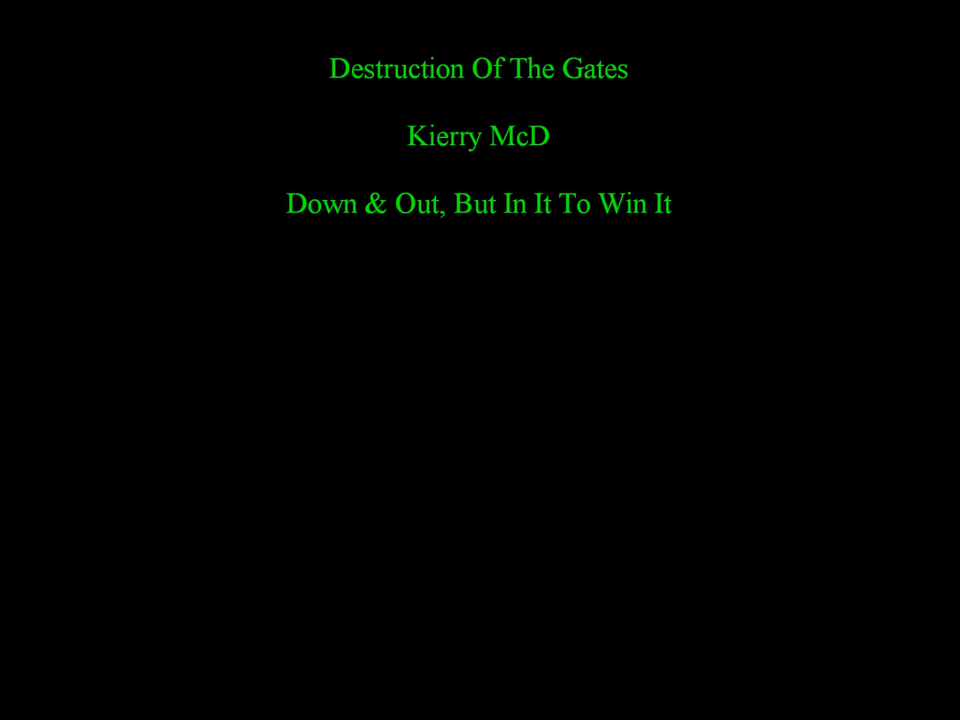 Destruction Of The Gates
Kierry McD
Down & Out, But In It To Win It